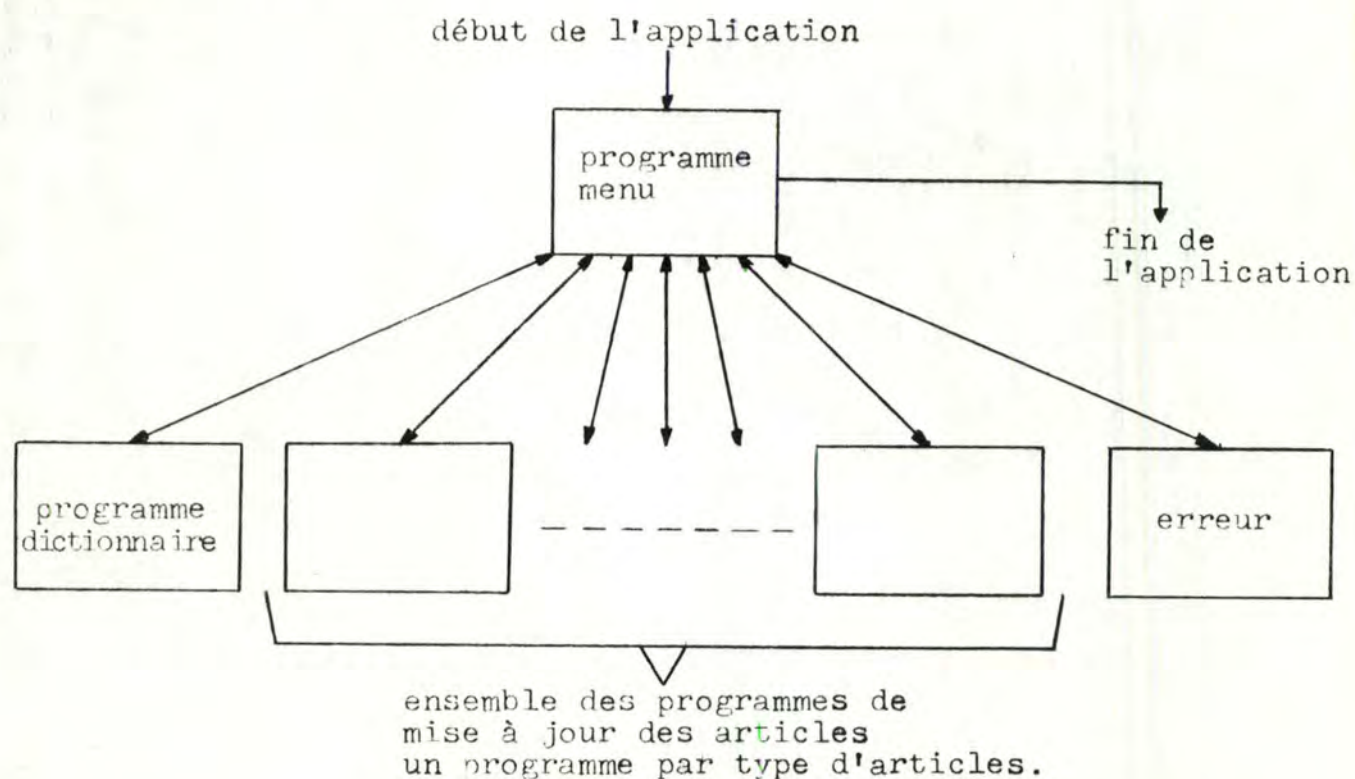 début de l'application
programme
menu
fin de
l'application
programme
dictionnaire
erreur
ensemble des programmes de
mise à jour des articles
un programme par type d'articles.